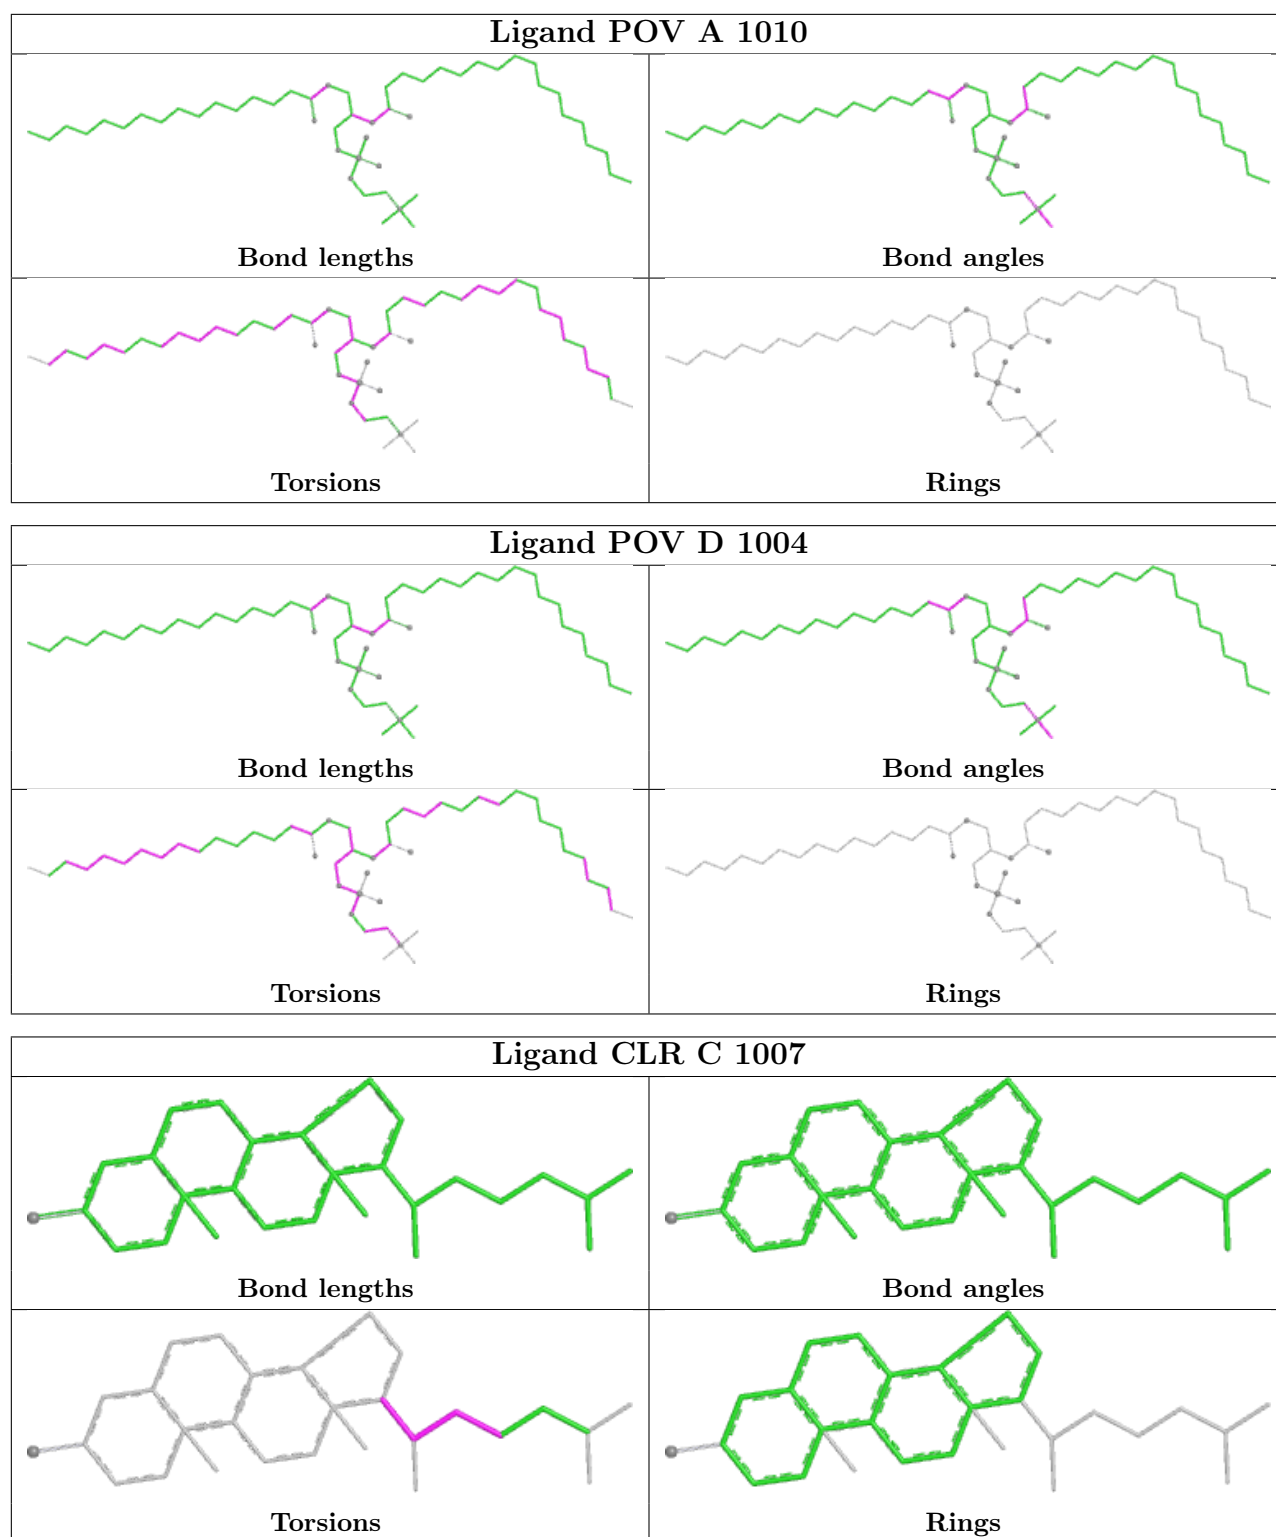 Ligand POV A 1010
Bond lengths
Bond angles
Torsions
Rings
Ligand POV D 1004
Bond lengths
Bond angles
Torsions
Rings
Ligand CLR C 1007
Bond lengths
Bond angles
Torsions
Rings